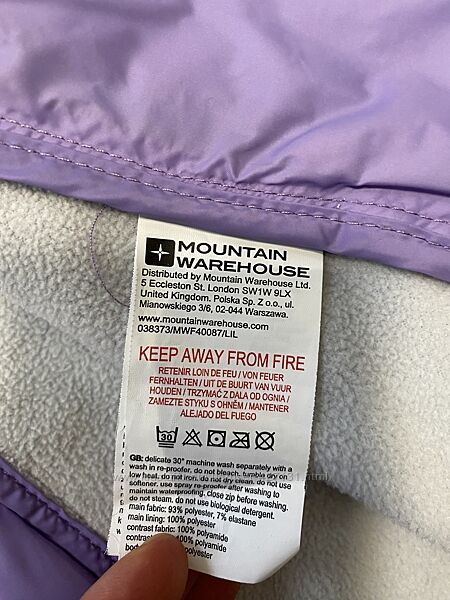 MOUNTAIN
WAREHOUSE
Distributed by Mountain Warehouse Ltd.
5 Eccleston St. London SW1W 9LX
United Kingdom. Polska Sp. Z o.o., ul.
Mianowskiego 3/6, 02-044 Warszawa.
www.mountainwarehouse.com
038373/MWF40087/LIL
KEEP AWAY FROM FIRE
RETENIR LOIN DE FEU / VON FEUER
FERNHALTEN / UIT DE BUURT VAN VUUR
HOUDEN / TRZYMAĆ Z DALA OD OGNIA /
ZAMEZTE STYKU S OHNĚM / MANTENER
ALEJADO DEL FUEGO
30
GB: delicate 30° machine wash separately with a
wash in re-proofer. do not bleach. tumble dry on
low heat. do not iron. do not dry clean. do not use
softener. use spray re-proofer after washing to
maintain waterproofing. close zip before washing.
do not steam. do not use biological detergent.
main fabric: 93% polyester, 7% elastane
main lining: 100% polyester
contrast fabric: 100% polyamide
contrast 100% polyamide
polyester